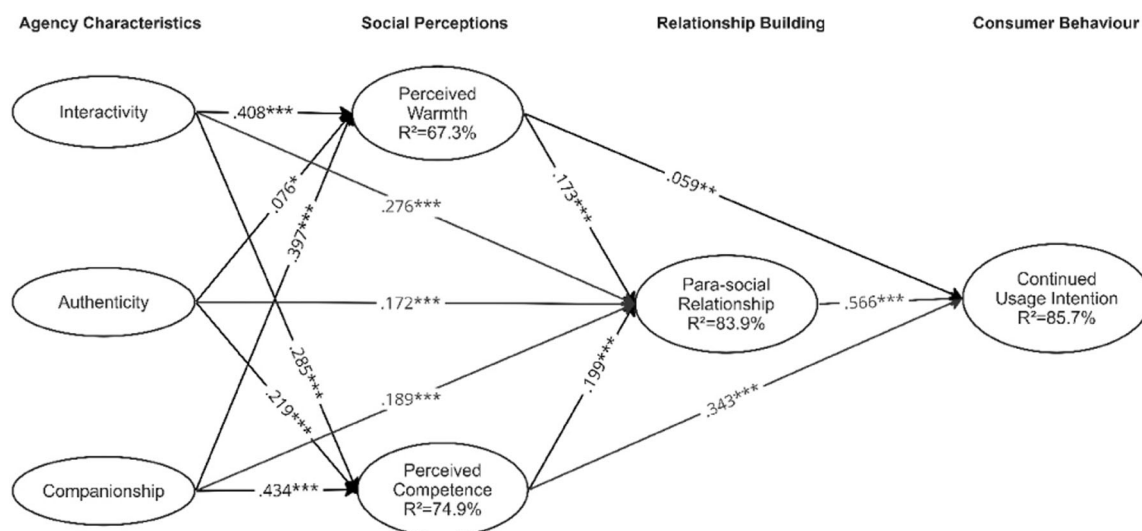 Agency Characteristics
Social Perceptions
Relationship Building
Consumer Behaviour
Interactivity
.408***
Perceived
Warmth
R²=67.3%
.076*
.397***
.276***
.173***
.059**
Authenticity
.172***
Para-social
Relationship
R²=83.9%
.566***
Continued
Usage Intention
R²=85.7%
.285***
.219***
.189***
.199***
.343***
Companionship
.434***
Perceived
Competence
R²=74.9%